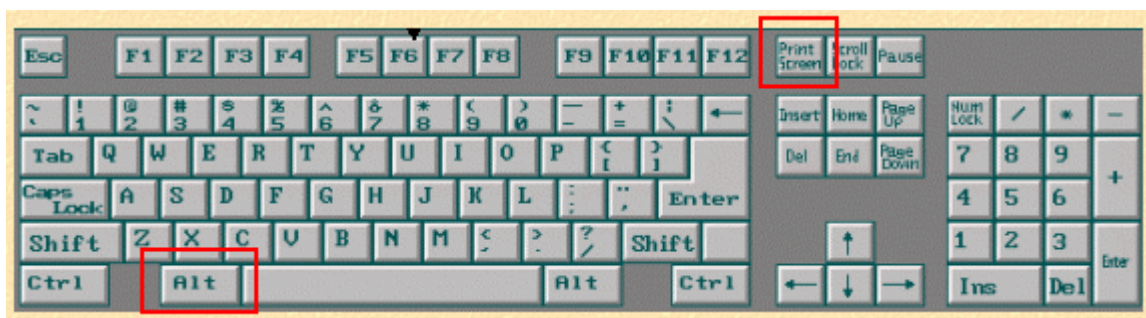 Esc F1 F2 F3 F4 F5 F6 F7 F8 F9 F10 F11 F12 Print Screen Scroll Lock Pause
~ ` ! 1 @ 2 # 3 $ 4 % 5 ^ 6 & 7 * 8 ( 9 ) 0 — - + = ¦ \ ← Insert Home Page Up Num Lock / * −
Tab Q W E R T Y U I O P { [ } ] Del End Page Down 7 8 9 +
Caps Lock A S D F G H J K L : ; " , Enter 4 5 6
Shift Z X C V B N M < , > . ? / Shift ↑ 1 2 3 Enter
Ctrl Alt Alt Ctrl ← ↓ → Ins Del